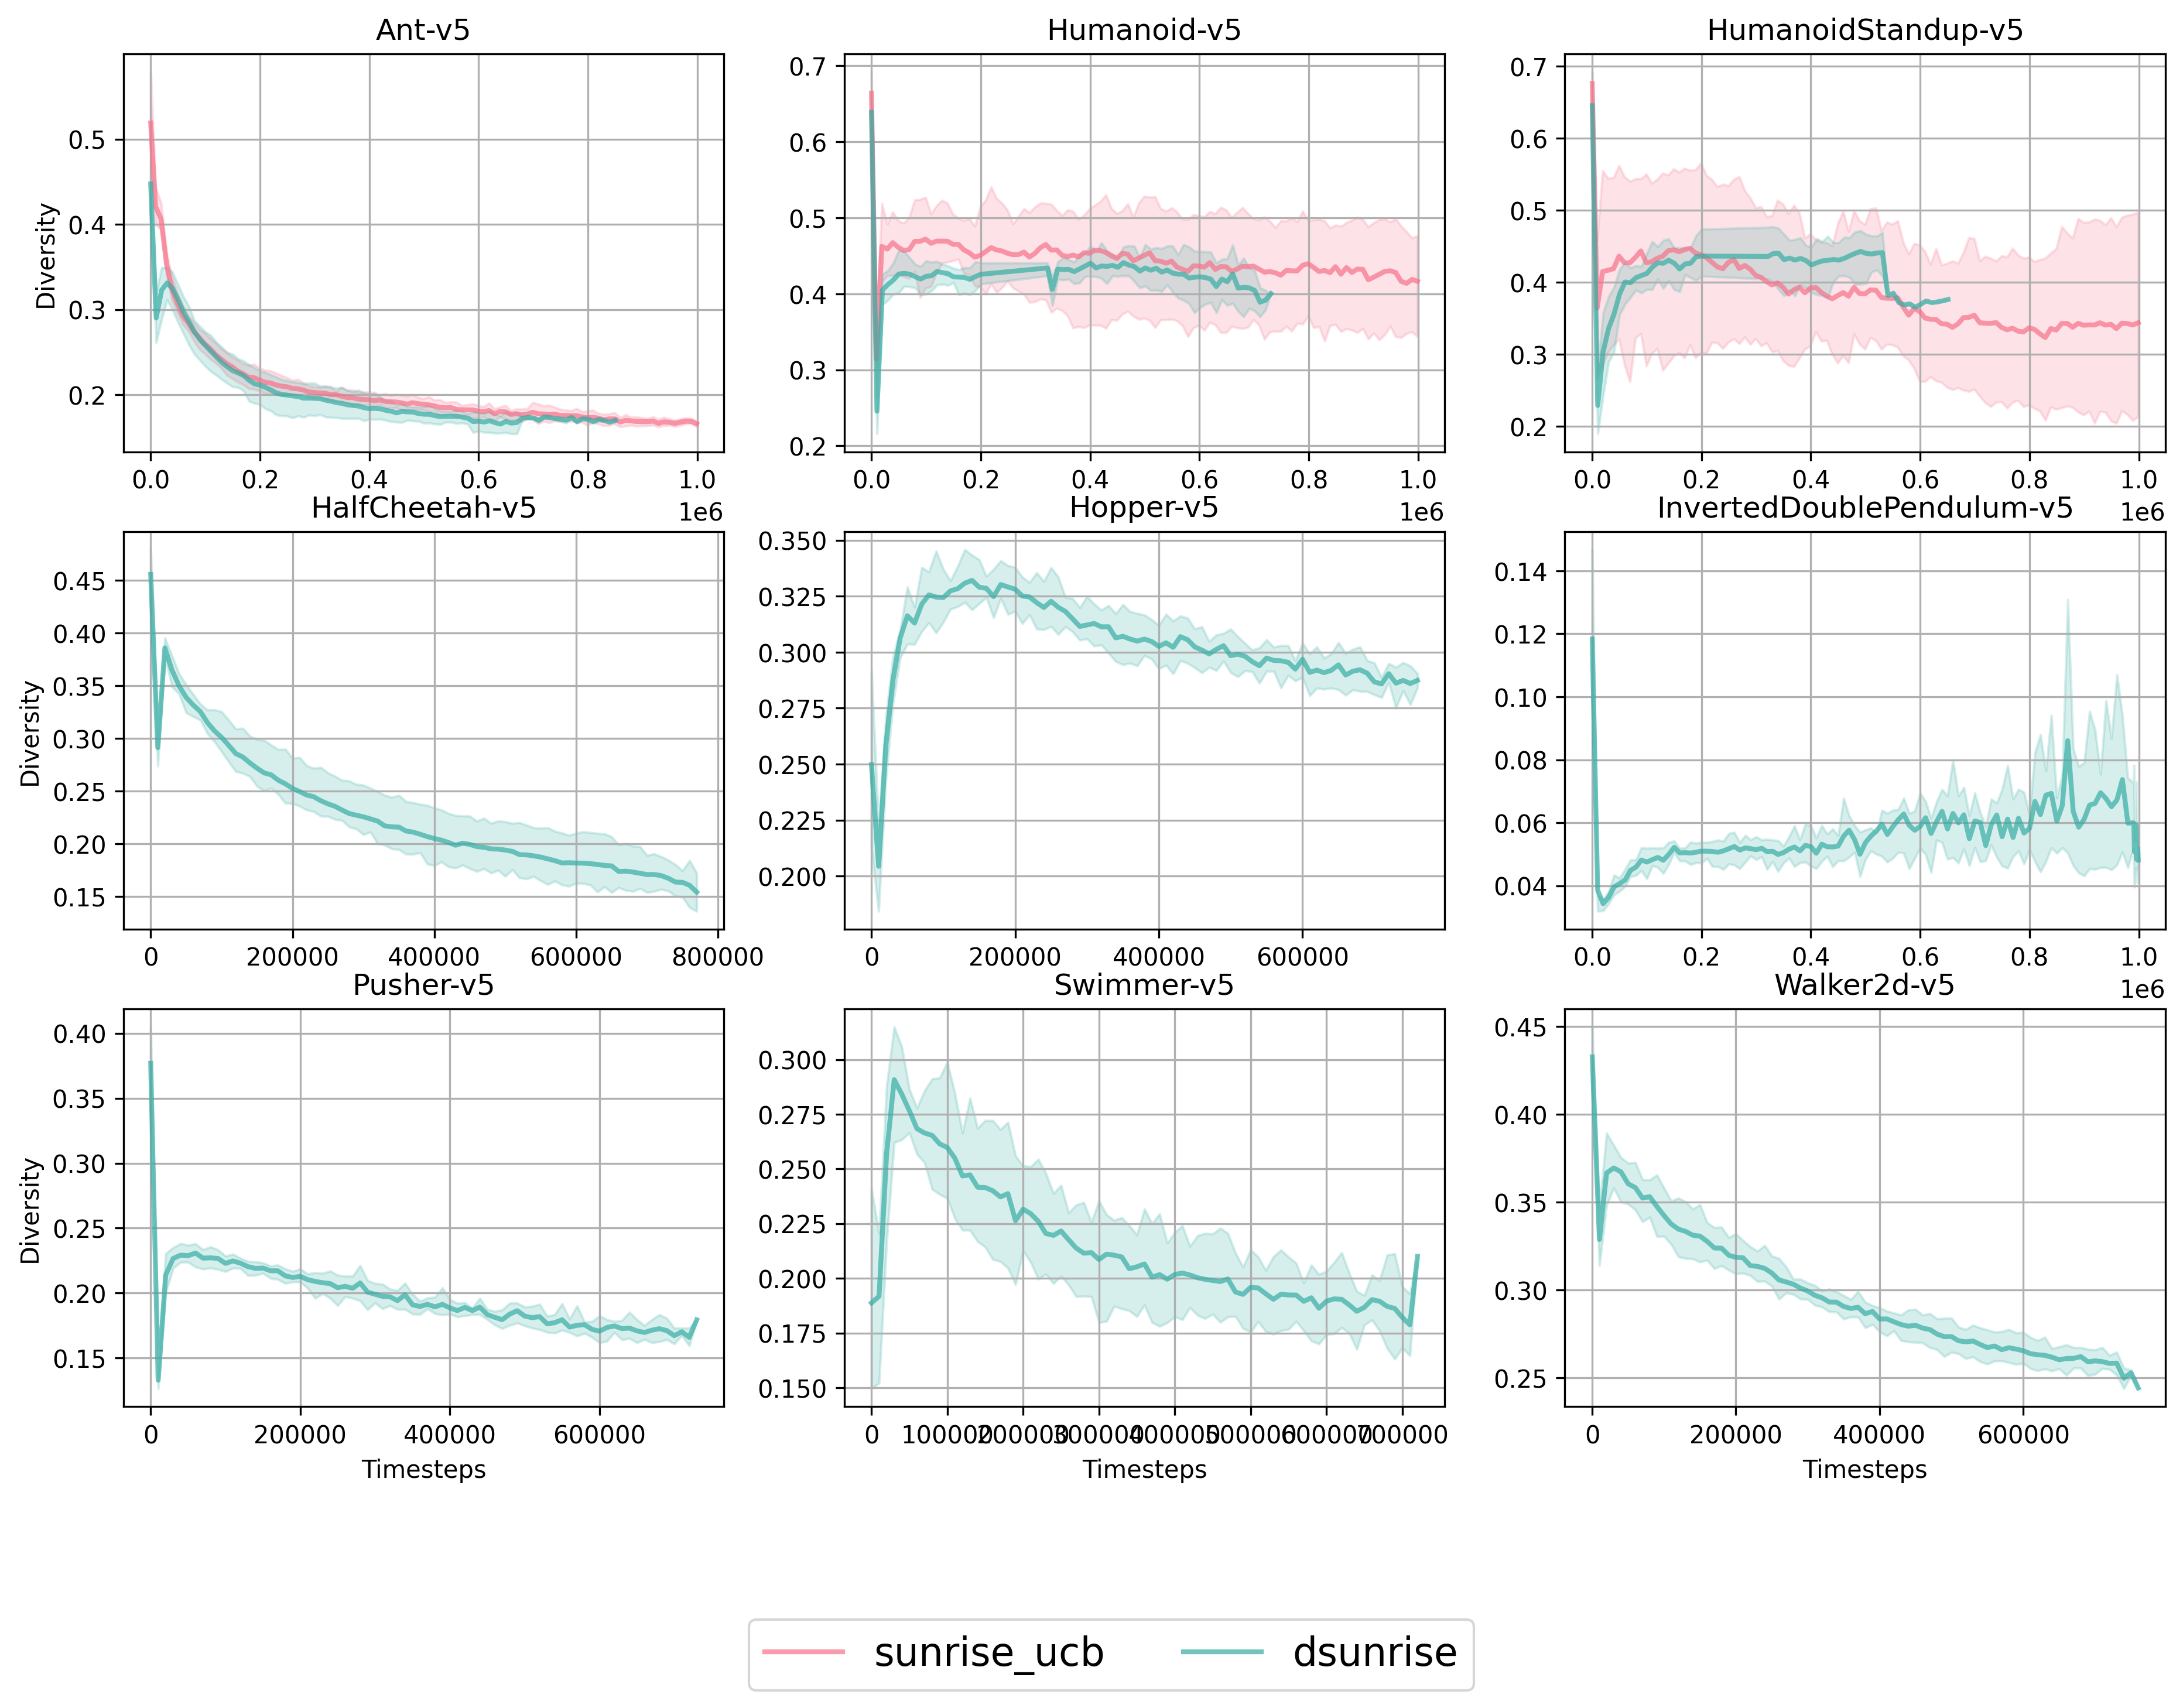 Ant-v5
Humanoid-v5
HumanoidStandup-v5
Diversity
0.5
0.4
0.3
0.2
0.0 0.2 0.4 0.6 0.8 1.0
1e6
0.7
0.6
0.5
0.4
0.3
0.2
0.0 0.2 0.4 0.6 0.8 1.0
1e6
0.7
0.6
0.5
0.4
0.3
0.2
0.0 0.2 0.4 0.6 0.8 1.0
1e6
HalfCheetah-v5
Hopper-v5
InvertedDoublePendulum-v5
Diversity
0.45
0.40
0.35
0.30
0.25
0.20
0.15
0 200000 400000 600000 800000
0.350
0.325
0.300
0.275
0.250
0.225
0.200
0 200000 400000 600000
0.14
0.12
0.10
0.08
0.06
0.04
0.0 0.2 0.4 0.6 0.8 1.0
1e6
Pusher-v5
Swimmer-v5
Walker2d-v5
Diversity
0.40
0.35
0.30
0.25
0.20
0.15
0 200000 400000 600000
Timesteps
0.300
0.275
0.250
0.225
0.200
0.175
0.150
0 100000 200000 300000 400000 500000 600000 700000
Timesteps
0.45
0.40
0.35
0.30
0.25
0 200000 400000 600000
Timesteps
sunrise_ucb dsunrise